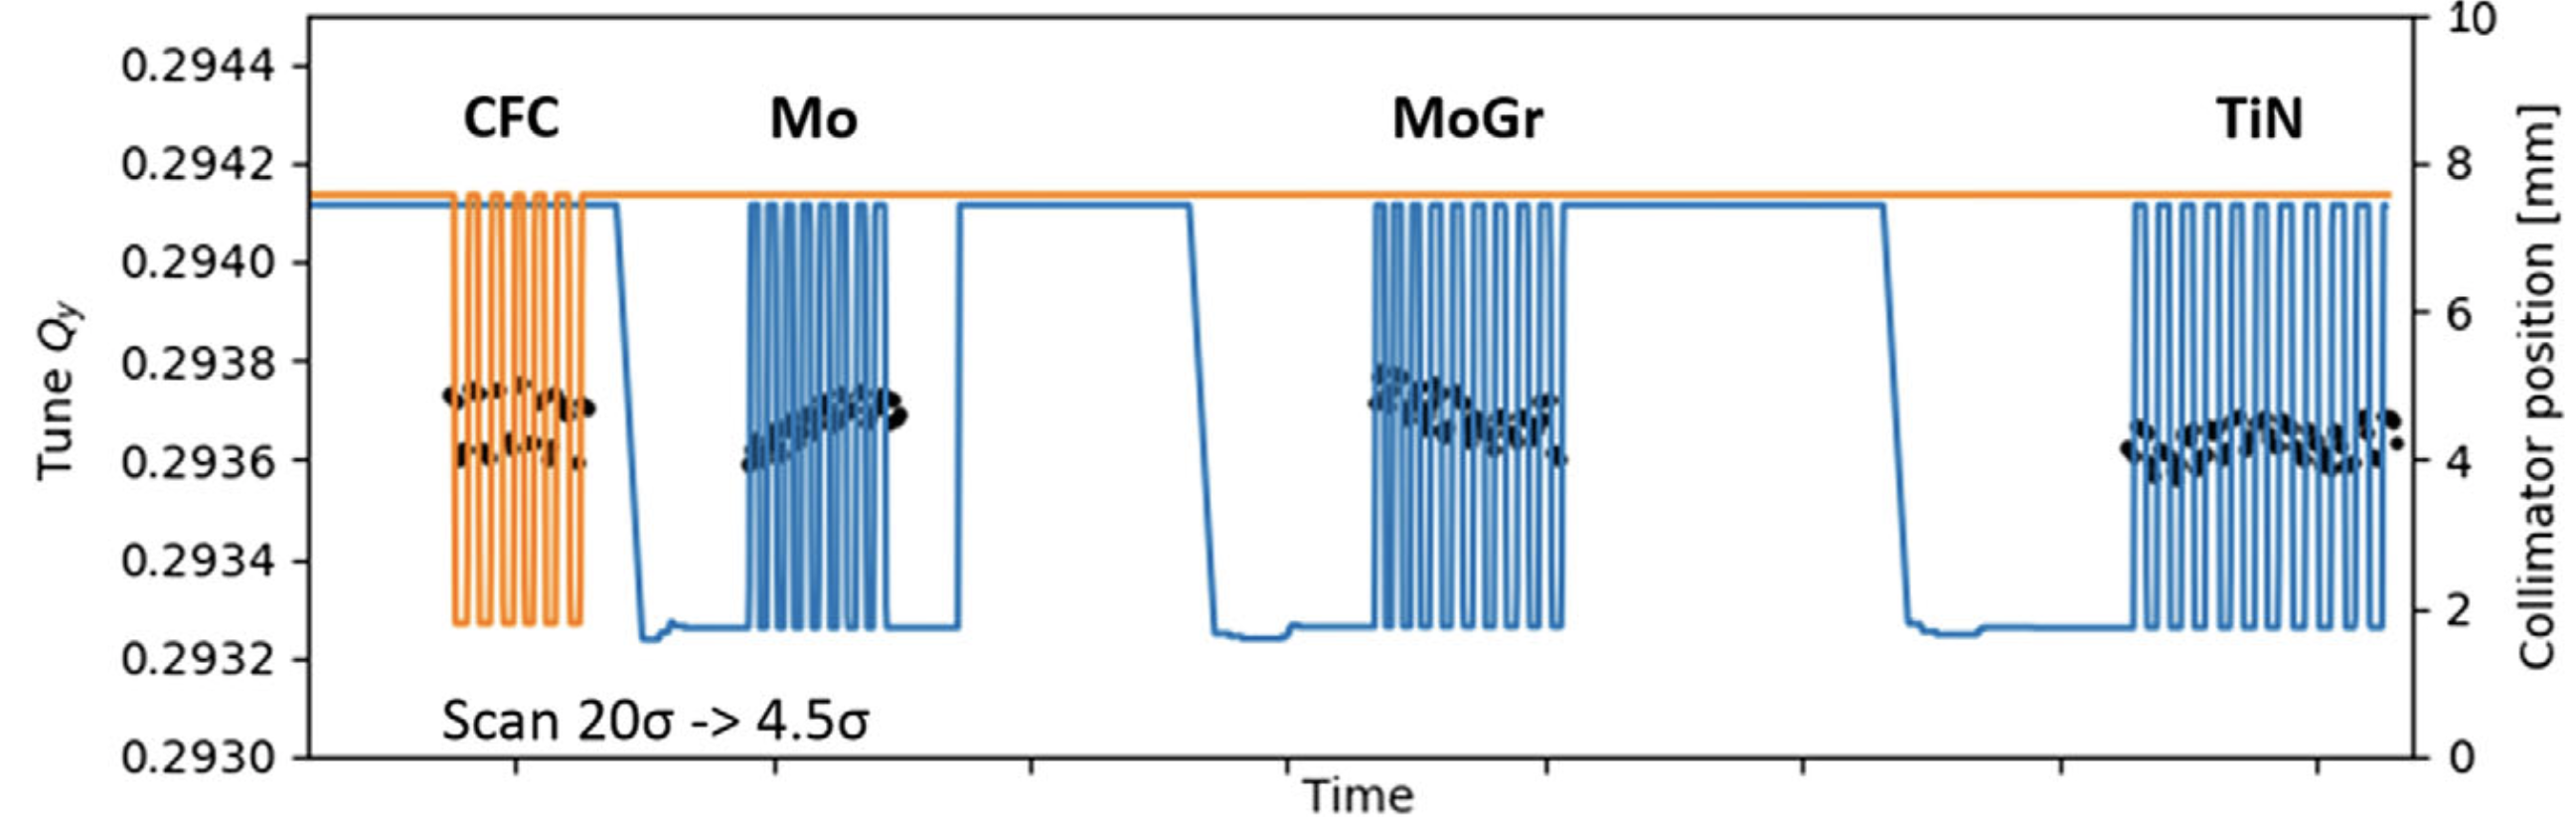 0.2944
0.2942
0.2940
0.2938
0.2936
0.2934
0.2932
0.2930
Tune Qy
CFC
Mo
MoGr
TiN
Scan 20σ -> 4.5σ
Time
10
8
6
4
2
0
Collimator position [mm]